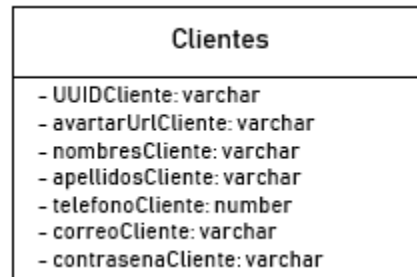 Clientes
- UUIDCliente: varchar
- avartarUrlCliente: varchar
- nombresCliente: varchar
- apellidosCliente: varchar
- telefonoCliente: number
- correoCliente: varchar
- contrasenaCliente: varchar